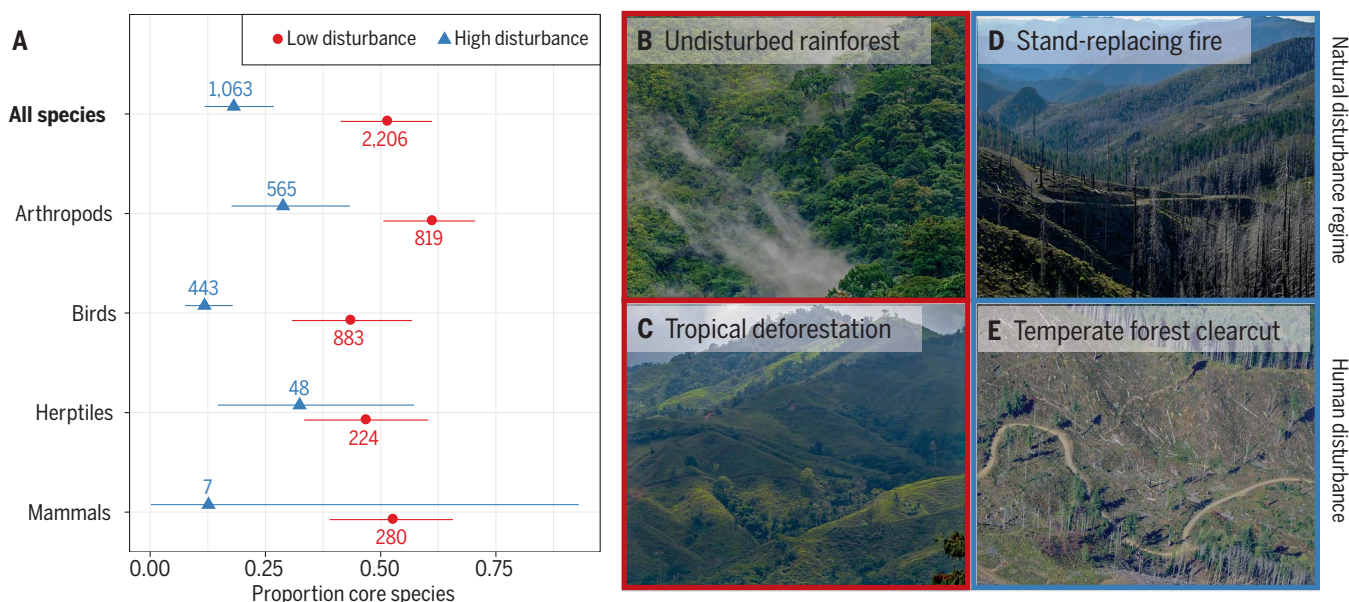 A
Low disturbance
High disturbance
1,063
All species
2,206
565
Arthropods
819
443
Birds
883
48
Herptiles
224
7
Mammals
280
0.00 0.25 0.50 0.75
Proportion core species
B Undisturbed rainforest
D Stand-replacing fire
Natural disturbance regime
C Tropical deforestation
E Temperate forest clearcut
Human disturbance